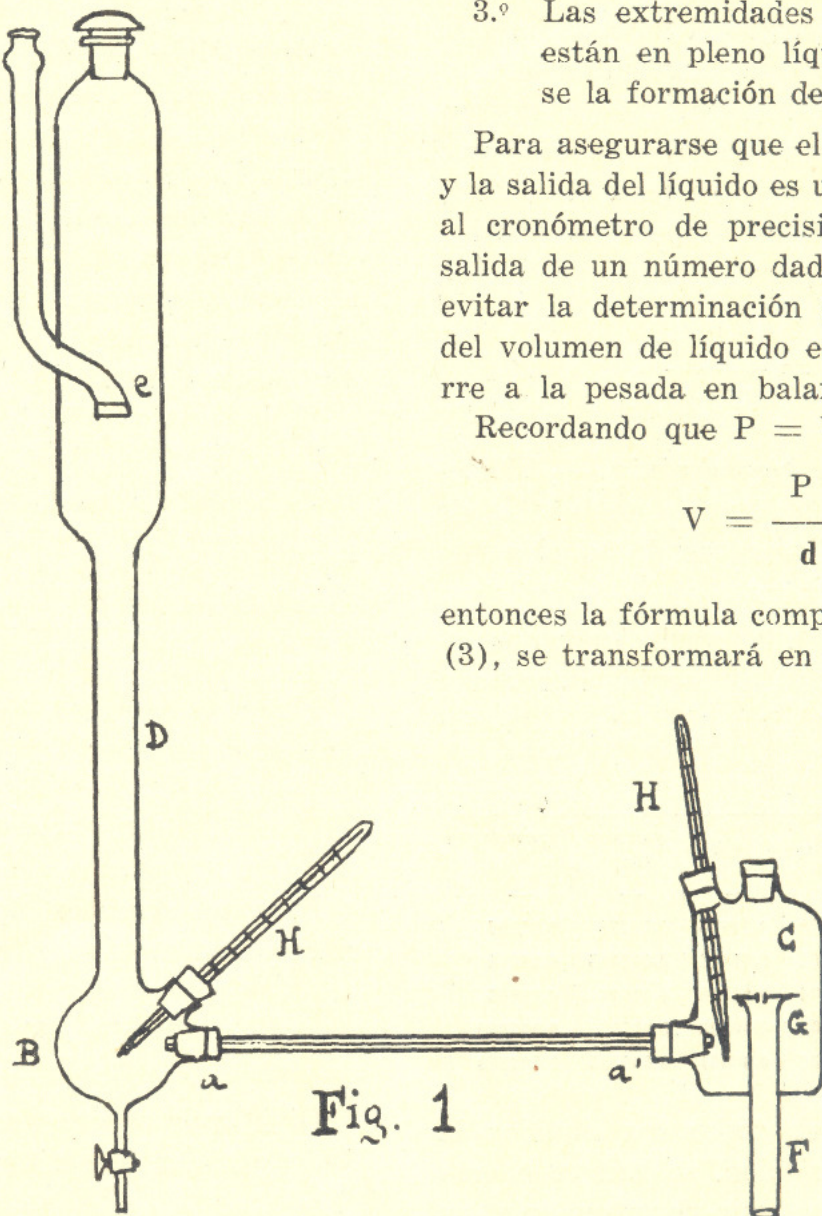 3.º Las extremidades
están en pleno líq
se la formación de
Para asegurarse que el
y la salida del líquido es u
al cronómetro de precisi
salida de un número dad
evitar la determinación
del volumen de líquido e
rre a la pesada en bala
Recordando que P =
V = P
d
entonces la fórmula comp
(3), se transformará en
e
D
H
H
C
G
B
a
a'
F
Fig. 1